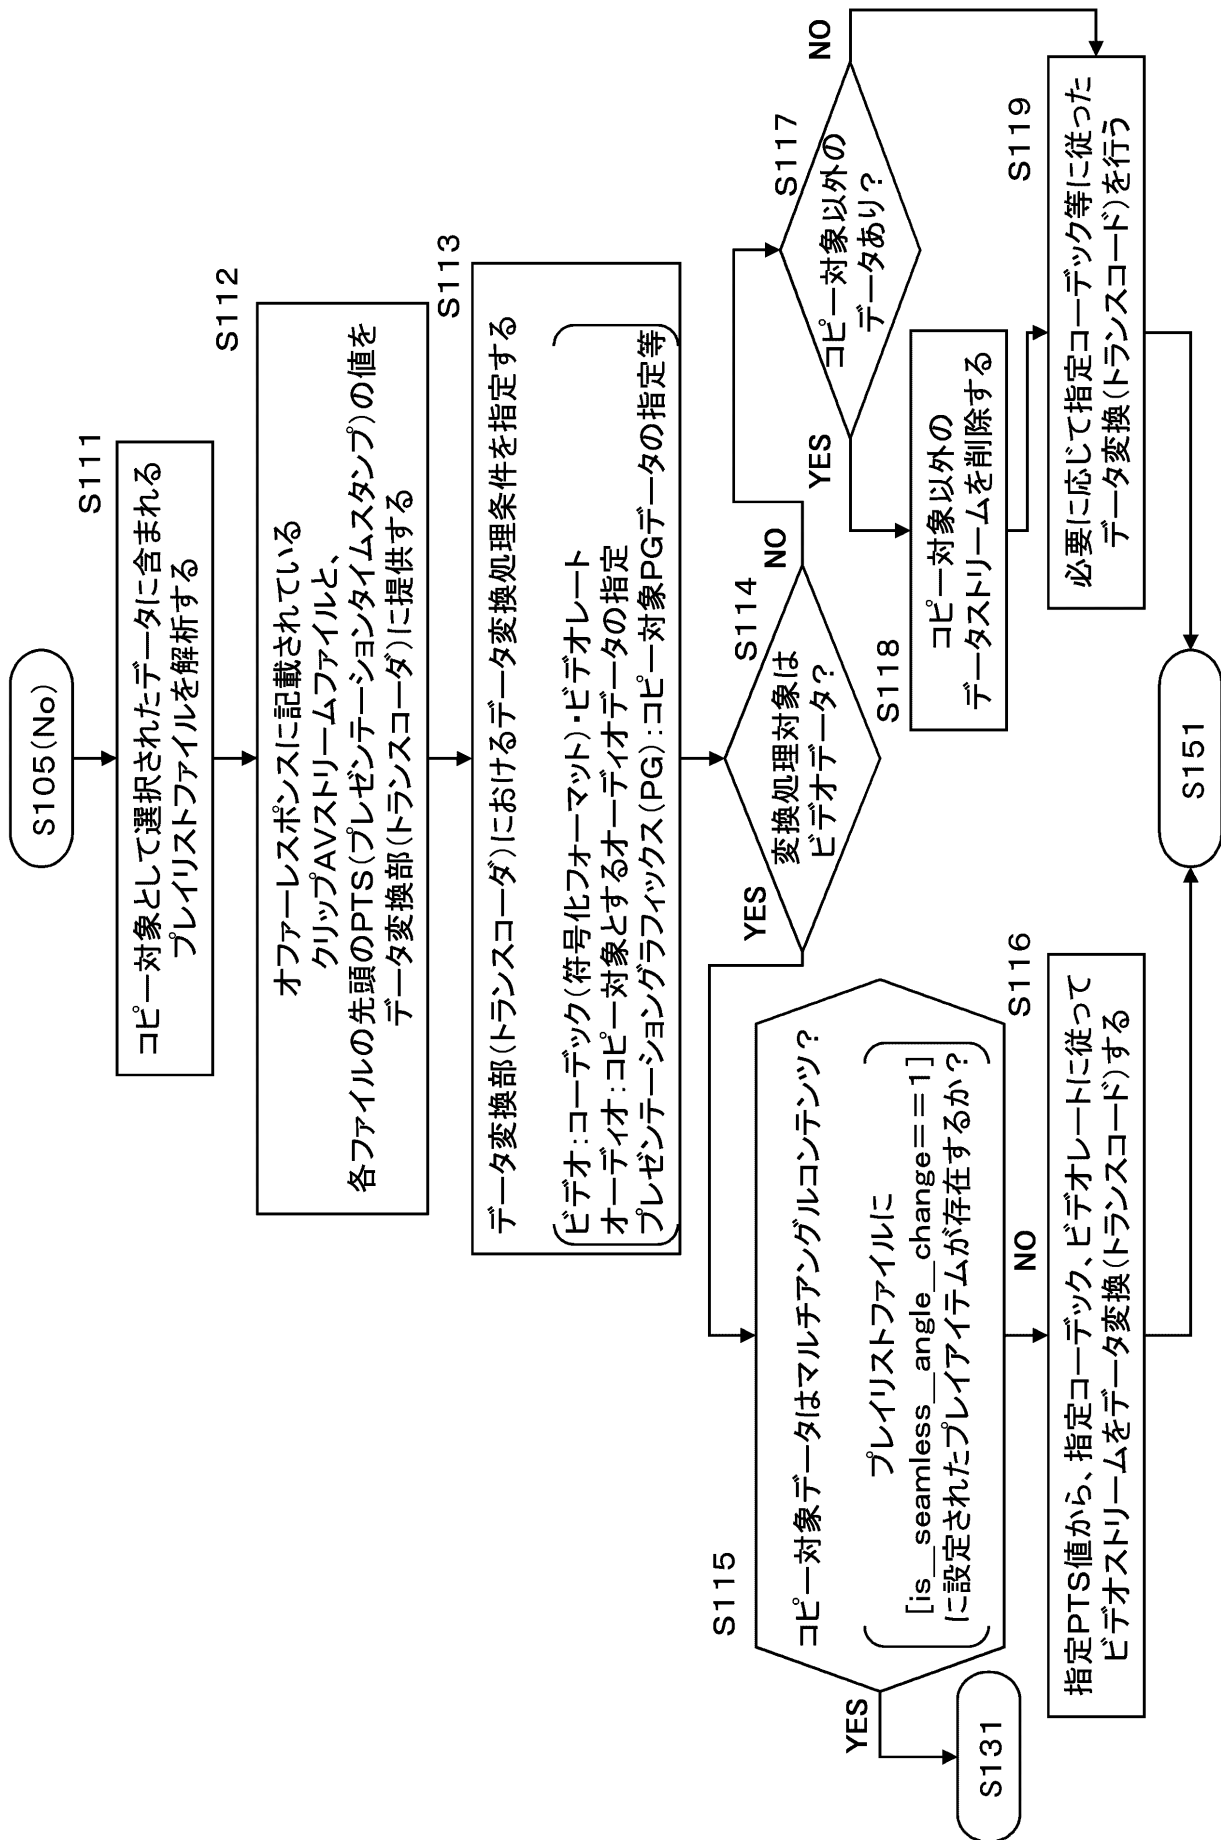 S105(No)
S111
コピー対象として選択されたデータに含まれる
プレイリストファイルを解析する
S112
オファーレスポンスに記載されている
クリップAVストリームファイルと、
各ファイルの先頭のPTS(プレゼンテーションタイムスタンプ)の値を
データ変換部(トランスコーダ)に提供する
S113
データ変換部(トランスコーダ)におけるデータ変換処理条件を指定する
ビデオ:コーデック(符号化フォーマット)・ビデオレート
オーディオ:コピー対象とするオーディオデータの指定
プレゼンテーショングラフィックス(PG):コピー対象PGデータの指定等
S114
変換処理対象は
ビデオデータ?
YES
NO
S115
コピー対象データはマルチアングルコンテンツ?
プレイリストファイルに
[is__seamless__angle__change==1]
に設定されたプレイアイテムが存在するか?
YES
NO
S131
S116
指定PTS値から、指定コーデック、ビデオレートに従って
ビデオストリームをデータ変換(トランスコード)する
S117
コピー対象以外の
データあり?
YES
NO
S118
コピー対象以外の
データストリームを削除する
S119
必要に応じて指定コーデック等に従った
データ変換(トランスコード)を行う
S151